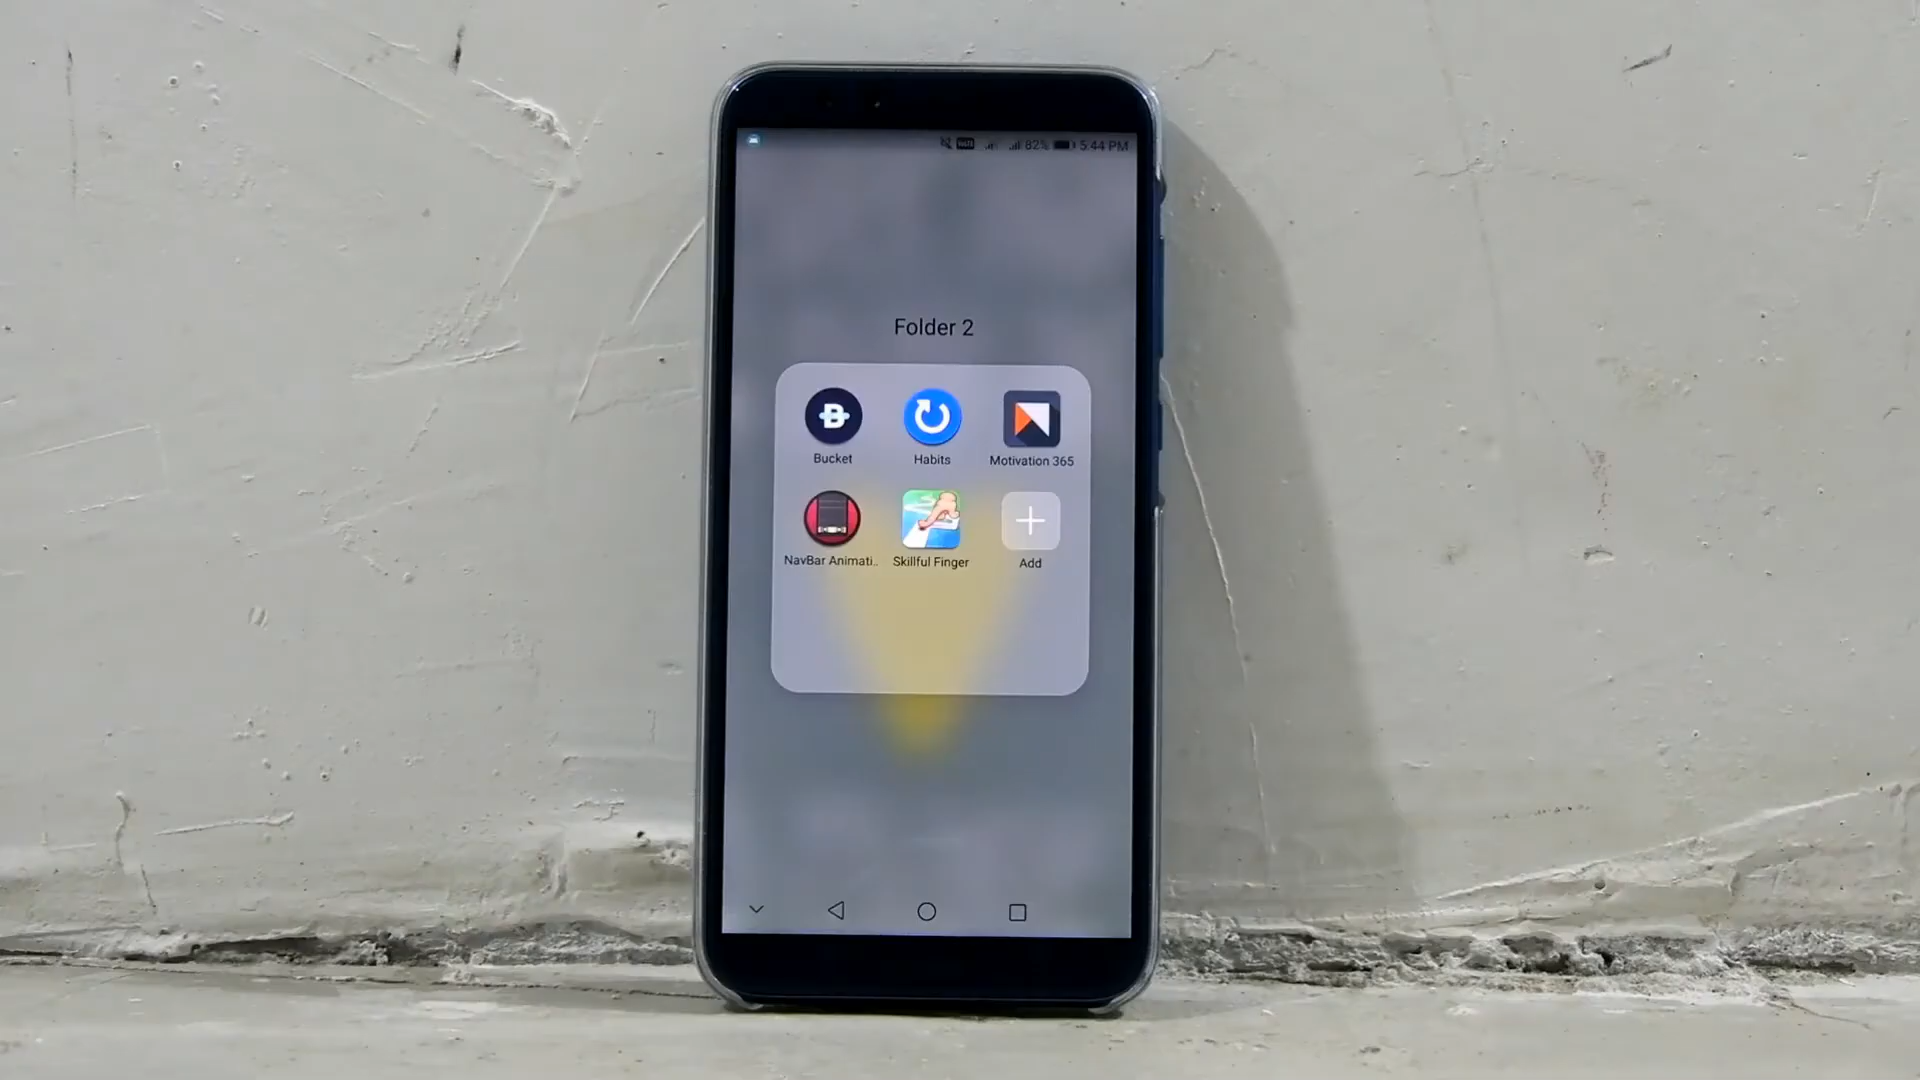 82% 5:44 PM
Folder 2
Bucket Habits Motivation 365
NavBar Animati.. Skillful Finger Add